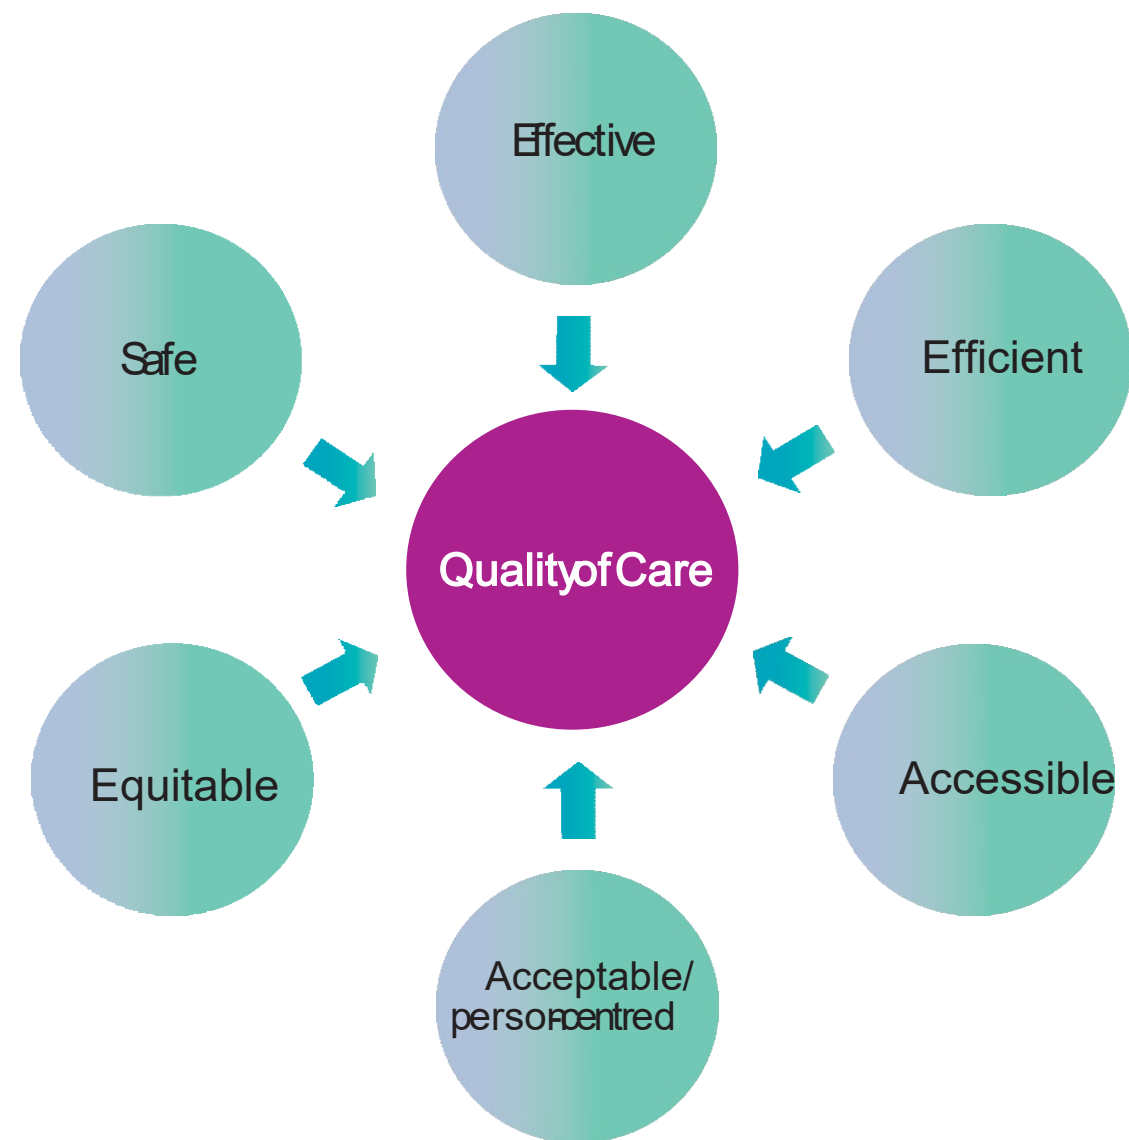 Effective
Safe
Efficient
Quality of Care
Equitable
Accessible
Acceptable/
person-centred